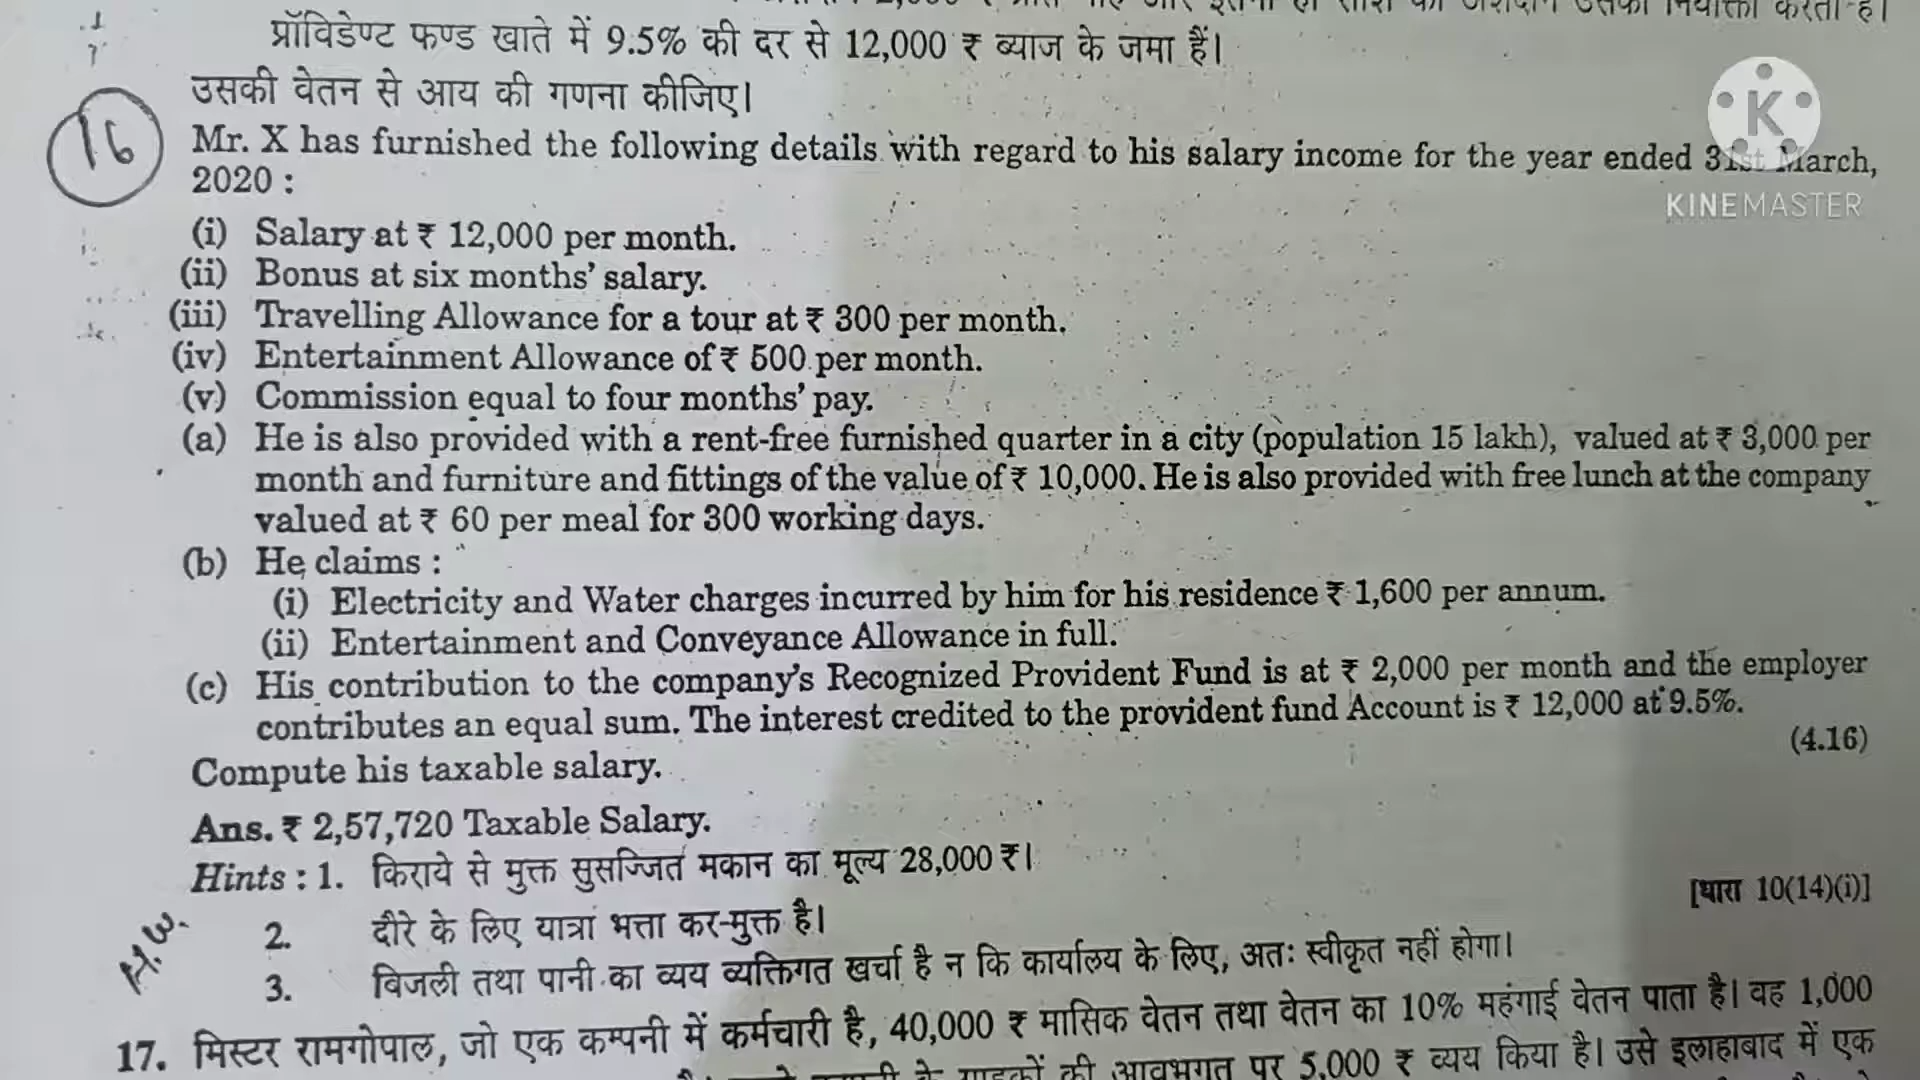 प्रॉविडेण्ट फण्ड खाते में 9.5% की दर से 12,000 ₹ ब्याज के जमा हैं।
उसकी वेतन से आय की गणना कीजिए।
16
Mr. X has furnished the following details with regard to his salary income for the year ended 31st March,
2020 :
K
KINEMASTER
(i) Salary at ₹ 12,000 per month.
(ii) Bonus at six months' salary.
(iii) Travelling Allowance for a tour at ₹ 300 per month.
(iv) Entertainment Allowance of ₹ 500 per month.
(v) Commission equal to four months' pay.
(a) He is also provided with a rent-free furnished quarter in a city (population 15 lakh), valued at ₹ 3,000 per
month and furniture and fittings of the value of ₹ 10,000. He is also provided with free lunch at the company
valued at ₹ 60 per meal for 300 working days.
(b) He claims :
(i) Electricity and Water charges incurred by him for his residence ₹ 1,600 per annum.
(ii) Entertainment and Conveyance Allowance in full.
(c) His contribution to the company's Recognized Provident Fund is at ₹ 2,000 per month and the employer
contributes an equal sum. The interest credited to the provident fund Account is ₹ 12,000 at 9.5%.
(4.16)
Compute his taxable salary.
Ans. ₹ 2,57,720 Taxable Salary.
Hints : 1. किराये से मुक्त सुसज्जित मकान का मूल्य 28,000 ₹।
[धारा 10(14)(i)]
2. दौरे के लिए यात्रा भत्ता कर-मुक्त है।
H.W.
3. बिजली तथा पानी का व्यय व्यक्तिगत खर्चा है न कि कार्यालय के लिए, अतः स्वीकृत नहीं होगा।
17. मिस्टर रामगोपाल, जो एक कम्पनी में कर्मचारी है, 40,000 ₹ मासिक वेतन तथा वेतन का 10% महंगाई वेतन पाता है। वह 1,000
की आवभगत पर 5,000 ₹ व्यय किया है। उसे इलाहाबाद में एक